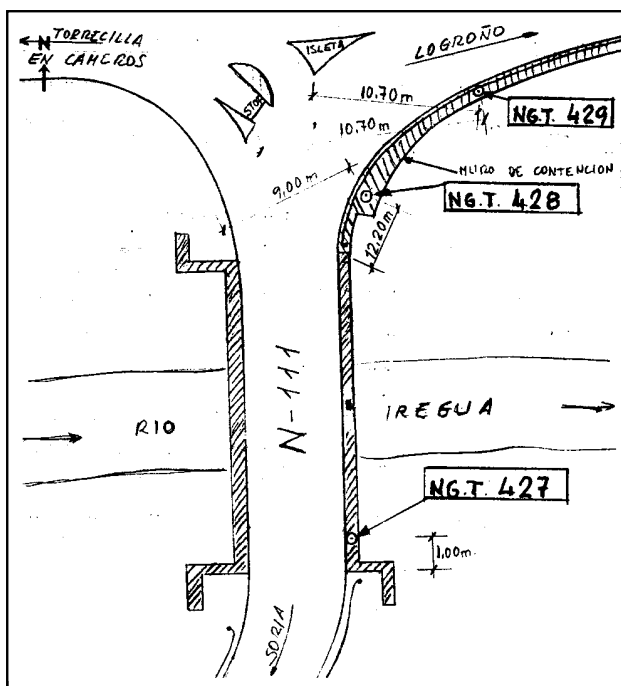 N TORRICILLA
EN CAMEROS
ISLETA
LOGROÑO
STOP
10.70 m
NG.T. 429
10.70 m
MURO DE CONTENCION
9,00 m
NG.T. 428
12.20 m
N-111
RIO
IREGUA
NG.T. 427
1,00 m.
SORIA